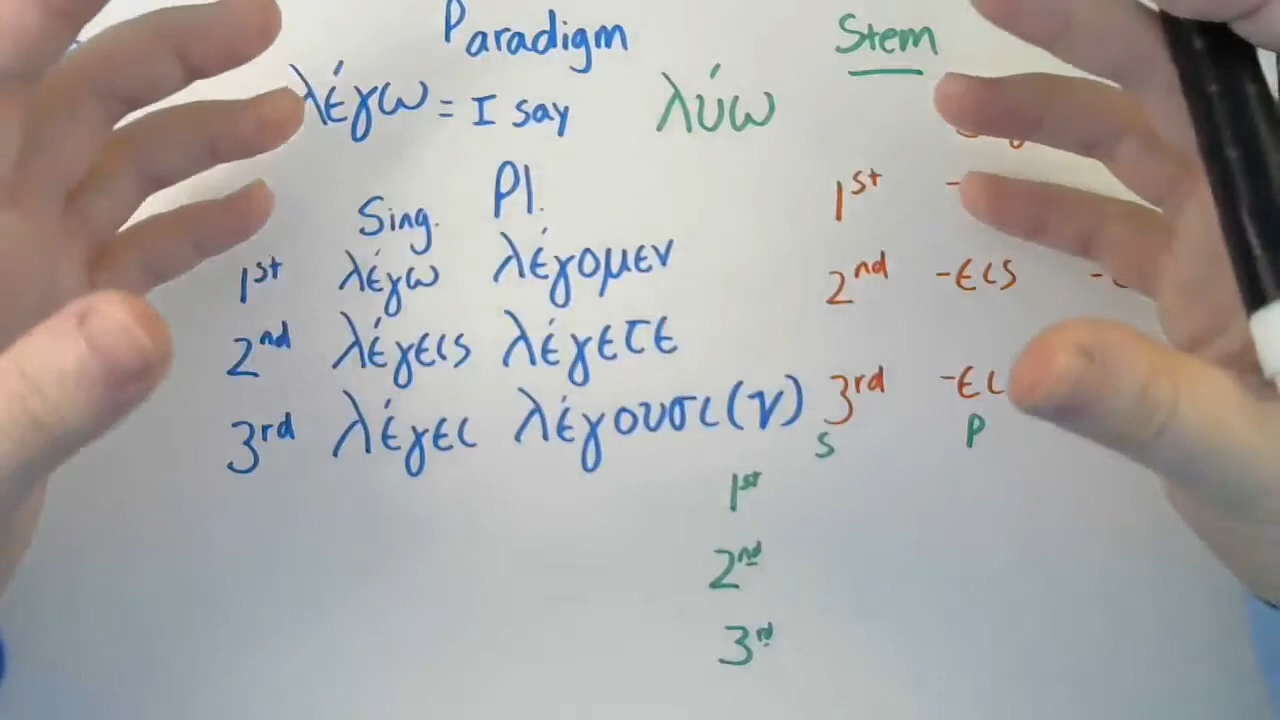 Paradigm Stem
λέγω = I say λύω
Sing. Pl.
1st λέγω λέγομεν 1st
2nd λέγεις λέγετε 2nd -εις
3rd λέγει λέγουσι(ν) 3rd -ει
S P
1st
2nd
3rd